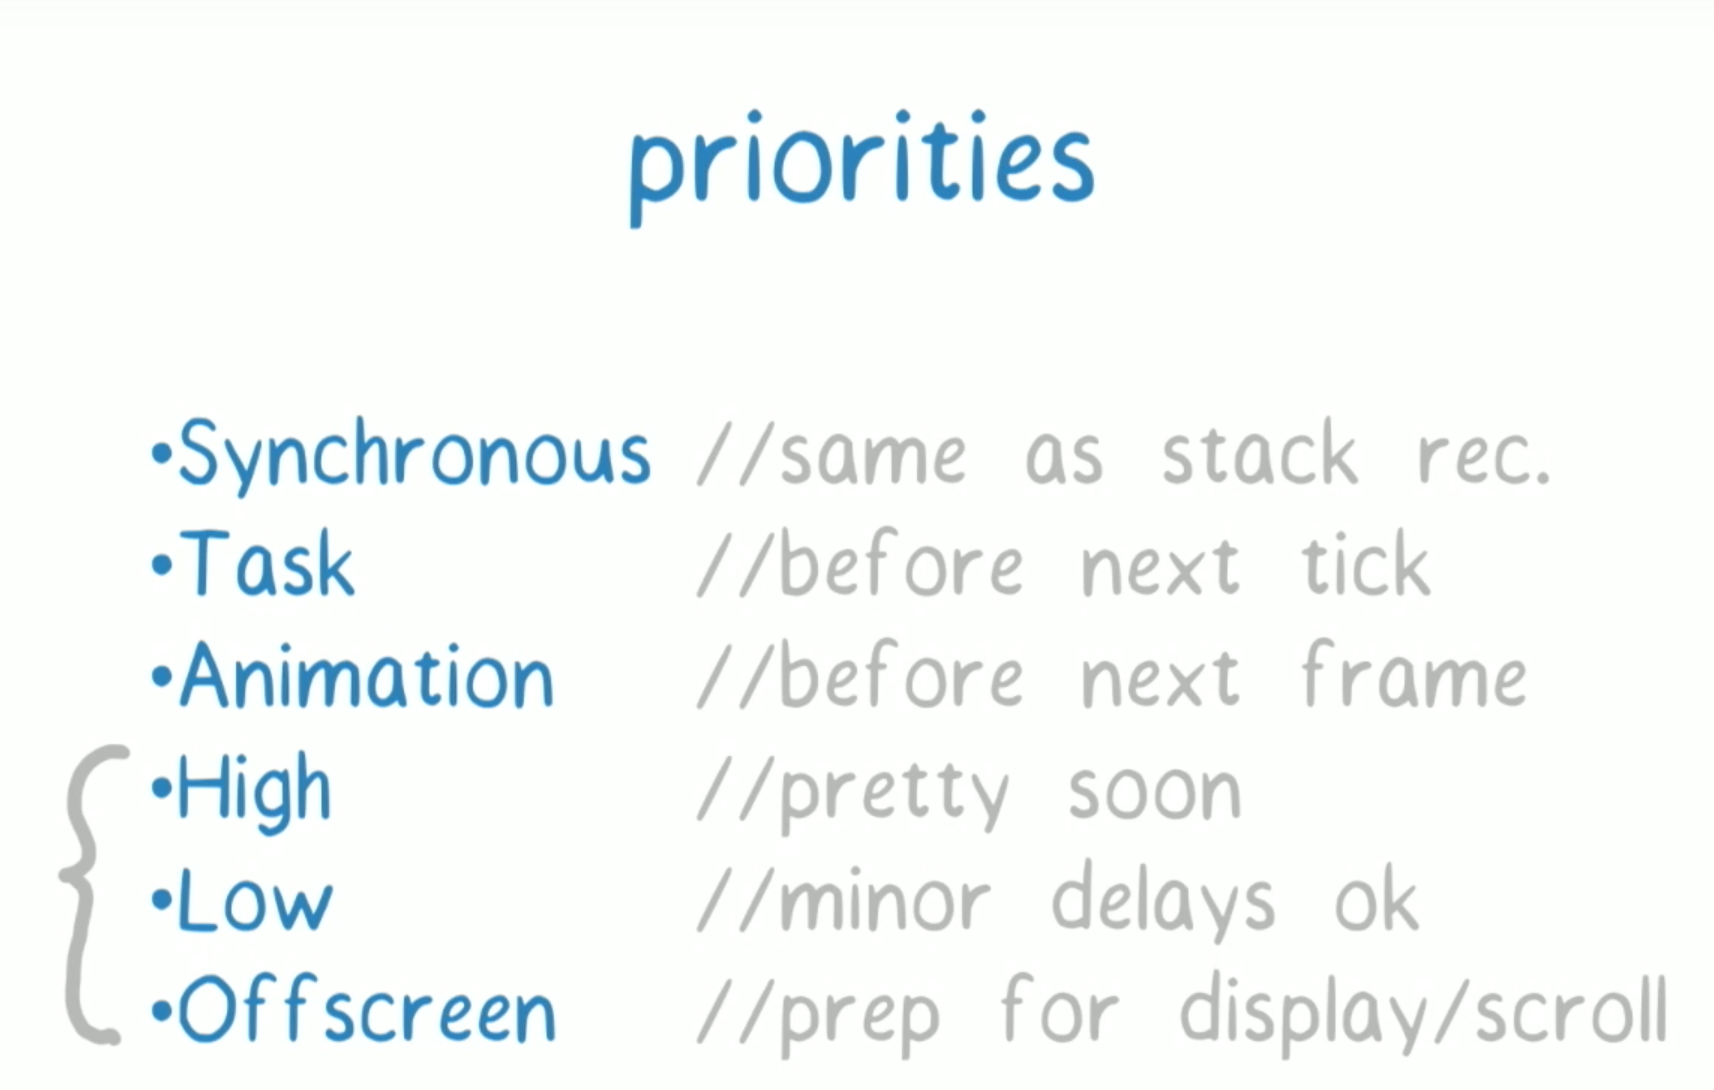 priorities
•Synchronous //same as stack rec.
•Task //before next tick
•Animation //before next frame
•High //pretty soon
•Low //minor delays ok
•Offscreen //prep for display/scroll